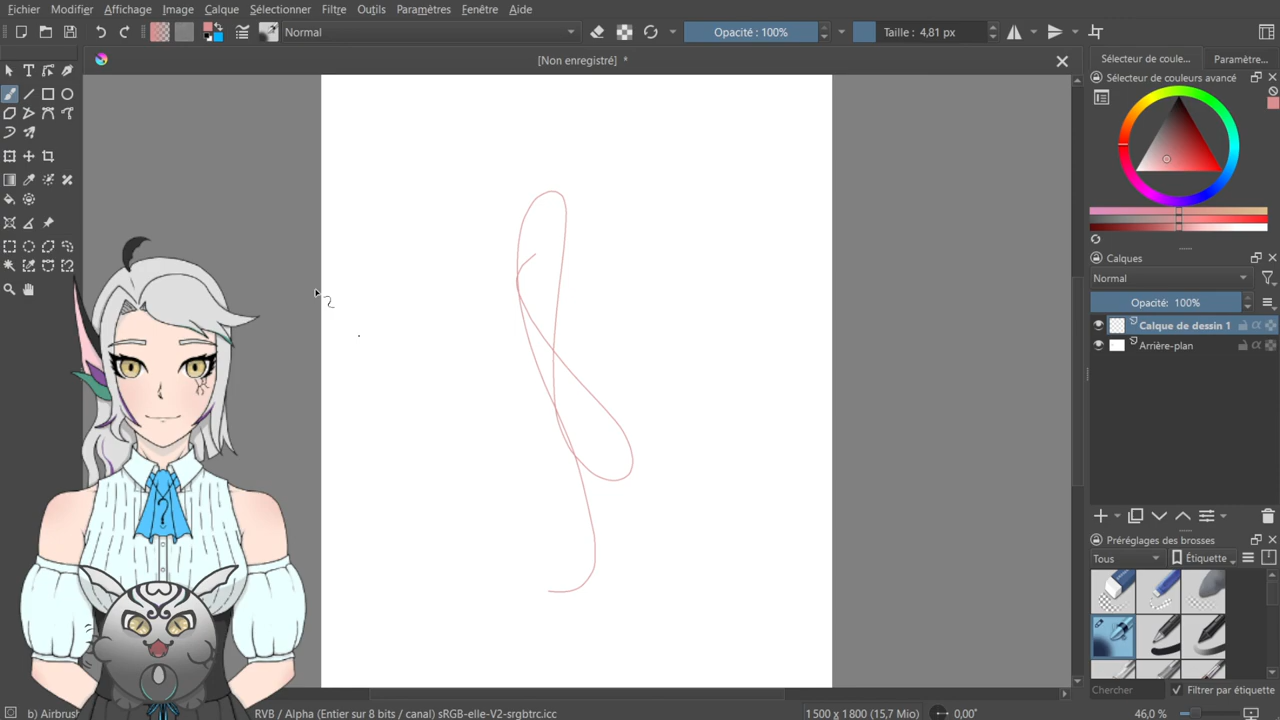 Fichier Modifier Affichage Image Calque Sélectionner Filtre Outils Paramètres Fenêtre Aide
Normal Opacité : 100% Taille : 4,81 px
[Non enregistré] *
Sélecteur de coule... Paramètre...
Sélecteur de couleurs avancé
Calques
Normal
Opacité: 100%
Calque de dessin 1
Arrière-plan
Préréglages des brosses
Tous Étiquette
Chercher Filtrer par étiquette
b) Airbrus RVB / Alpha (Entier sur 8 bits / canal) sRGB-elle-V2-srgbtrc.icc 1 500 x 1 800 (15,7 Mio) 0,00° 46,0 %